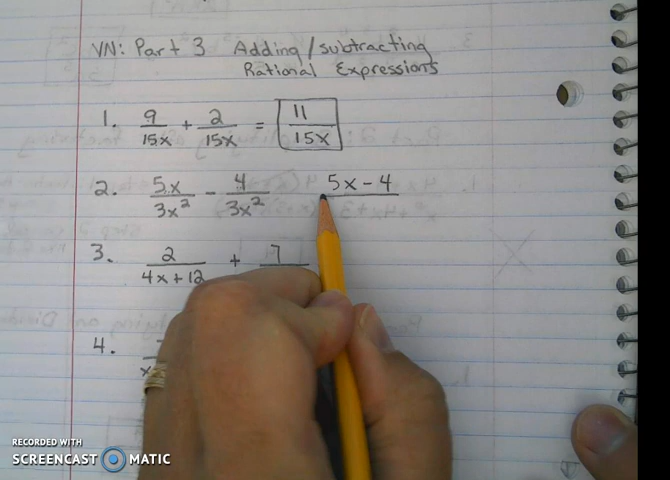 VN: Part 3 Adding/subtracting
Rational Expressions
1. 9/15x + 2/15x = 11/15x
2. 5x/3x² - 4/3x² 5x-4
3. 2/4x+12 + 7
4.
RECORDED WITH
SCREENCAST MATIC